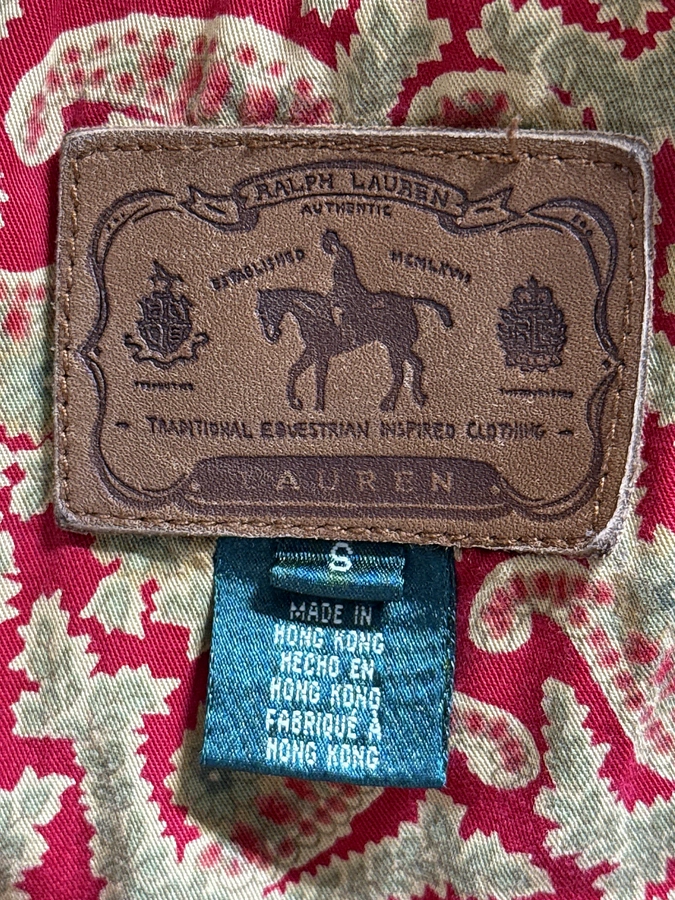 RALPH LAUREN
AUTHENTIC
ESTABLISHED MCMLXVII
TRADITIONAL EQUESTRIAN INSPIRED CLOTHING
LAUREN
S
MADE IN
HONG KONG
HECHO EN
HONG KONG
FABRIQUÉ À
HONG KONG